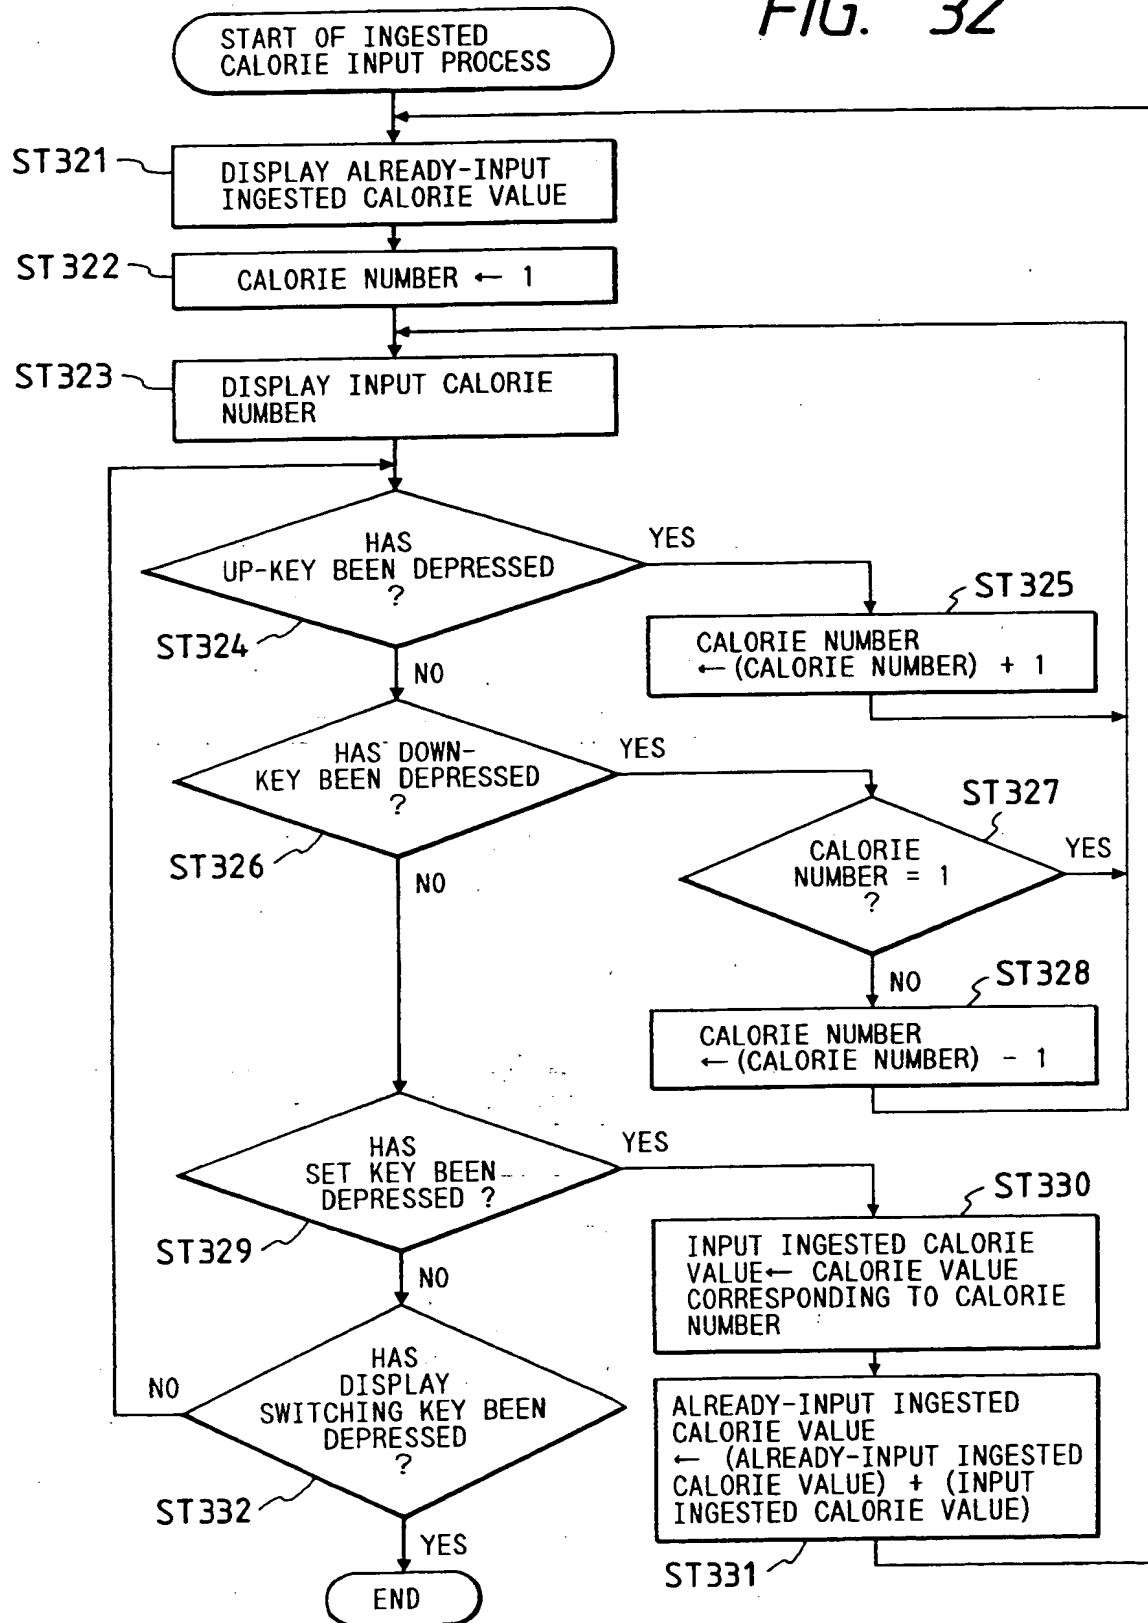 FIG. 32
START OF INGESTED
CALORIE INPUT PROCESS
ST321
DISPLAY ALREADY-INPUT
INGESTED CALORIE VALUE
ST322
CALORIE NUMBER ← 1
ST323
DISPLAY INPUT CALORIE
NUMBER
HAS
UP-KEY BEEN DEPRESSED
?
YES
ST324
NO
ST325
CALORIE NUMBER
← (CALORIE NUMBER) + 1
HAS DOWN-
KEY BEEN DEPRESSED
?
YES
ST326
NO
ST327
CALORIE
NUMBER = 1
?
YES
NO
ST328
CALORIE NUMBER
← (CALORIE NUMBER) - 1
HAS
SET KEY BEEN
DEPRESSED ?
YES
ST329
NO
ST330
INPUT INGESTED CALORIE
VALUE ← CALORIE VALUE
CORRESPONDING TO CALORIE
NUMBER
ALREADY-INPUT INGESTED
CALORIE VALUE
← (ALREADY-INPUT INGESTED
CALORIE VALUE) + (INPUT
INGESTED CALORIE VALUE)
ST331
HAS
DISPLAY
SWITCHING KEY BEEN
DEPRESSED
?
NO
ST332
YES
END